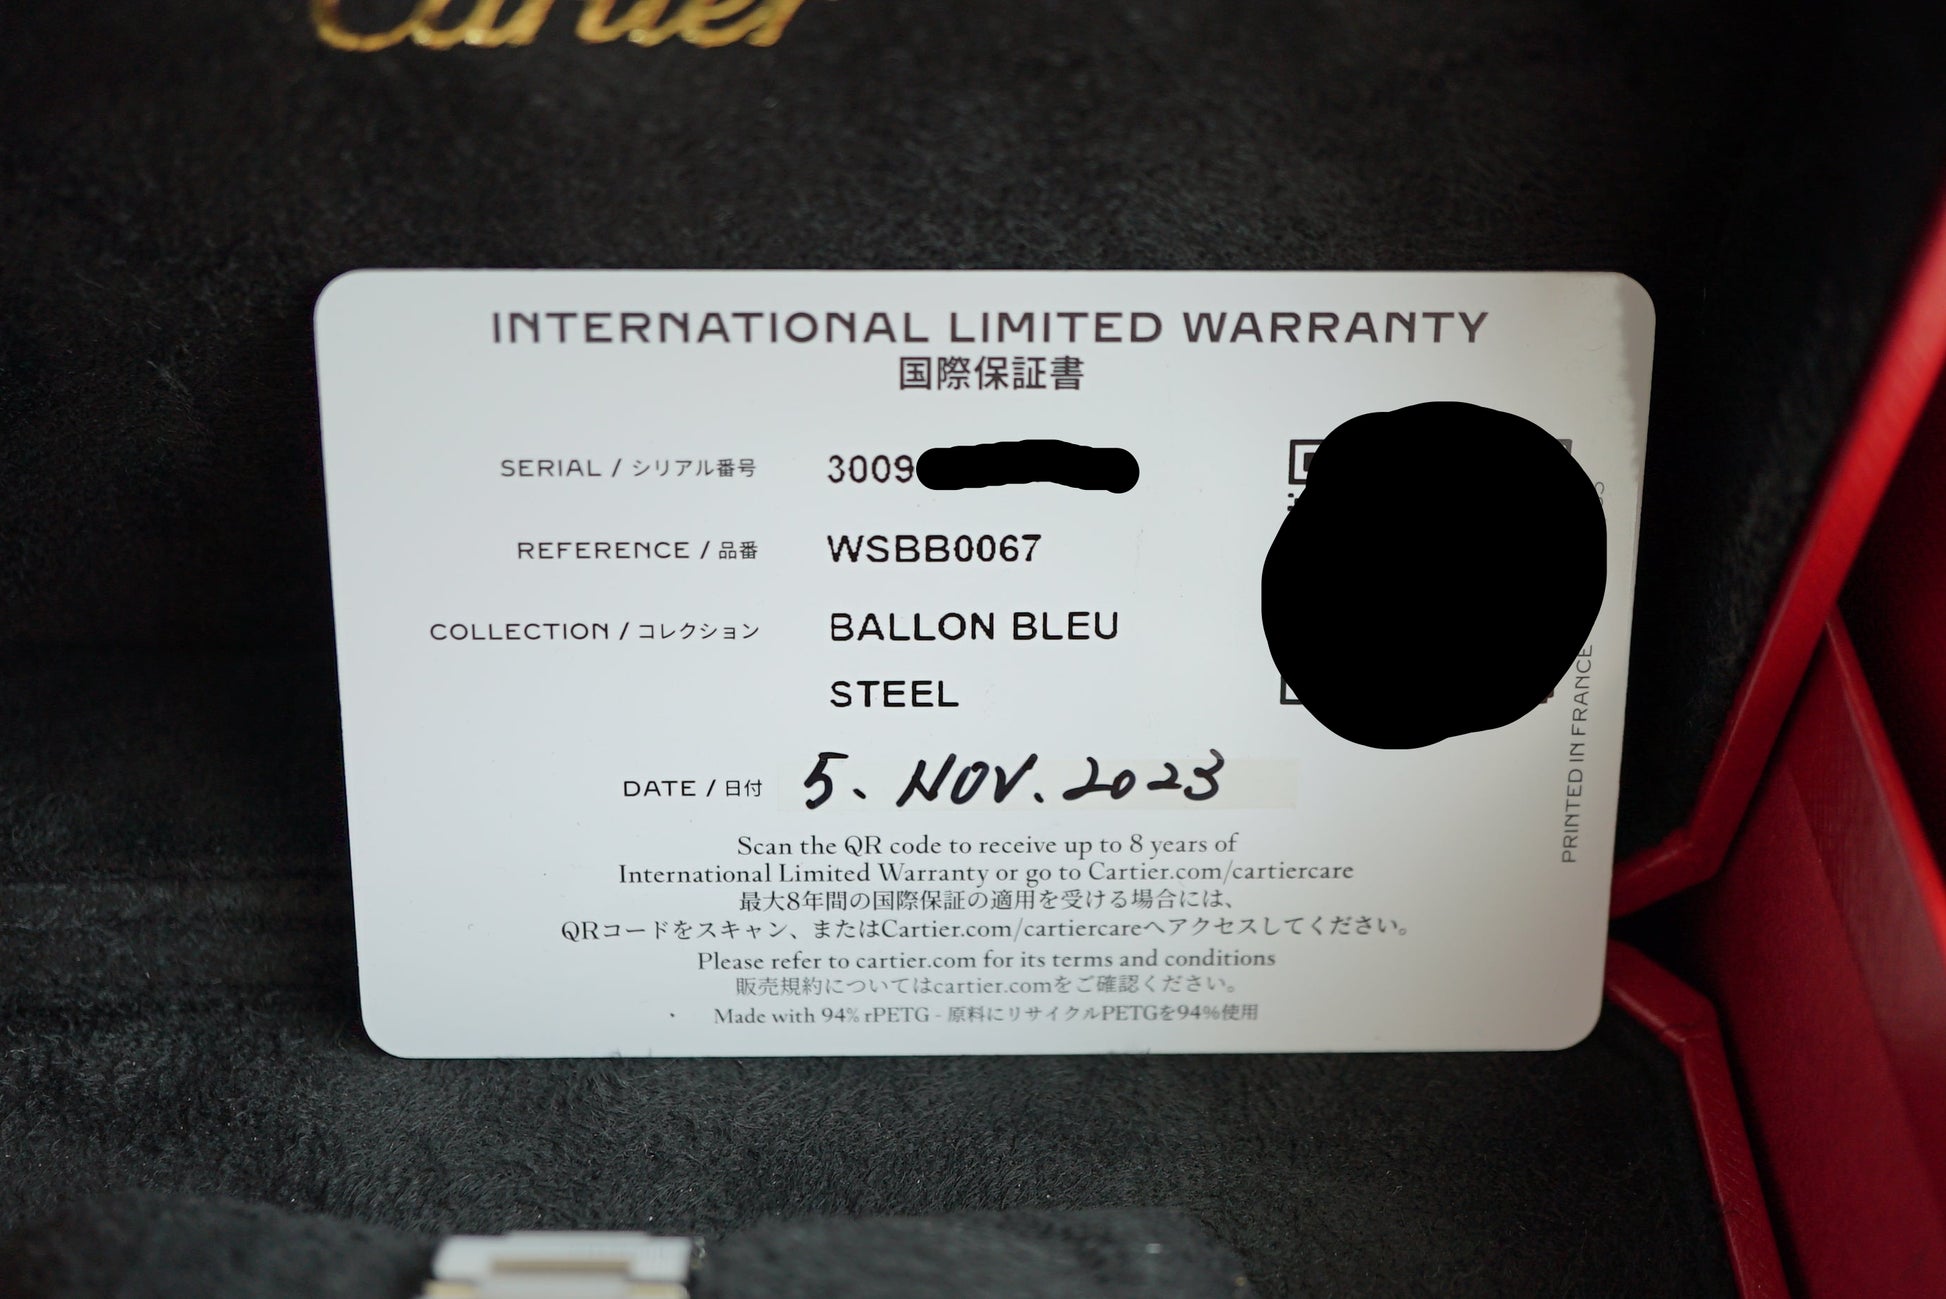 Cartier
INTERNATIONAL LIMITED WARRANTY
国際保証書
SERIAL / シリアル番号 3009
REFERENCE / 品番 WSBB0067
COLLECTION / コレクション BALLON BLEU
STEEL
DATE / 日付 5. NOV. 2023
Scan the QR code to receive up to 8 years of
International Limited Warranty or go to Cartier.com/cartiercare
最大8年間の国際保証の適用を受ける場合には、
QRコードをスキャン、またはCartier.com/cartiercareへアクセスしてください。
Please refer to cartier.com for its terms and conditions
販売規約についてはcartier.comをご確認ください。
Made with 94% rPETG - 原料にリサイクルPETGを94%使用
PRINTED IN FRANCE